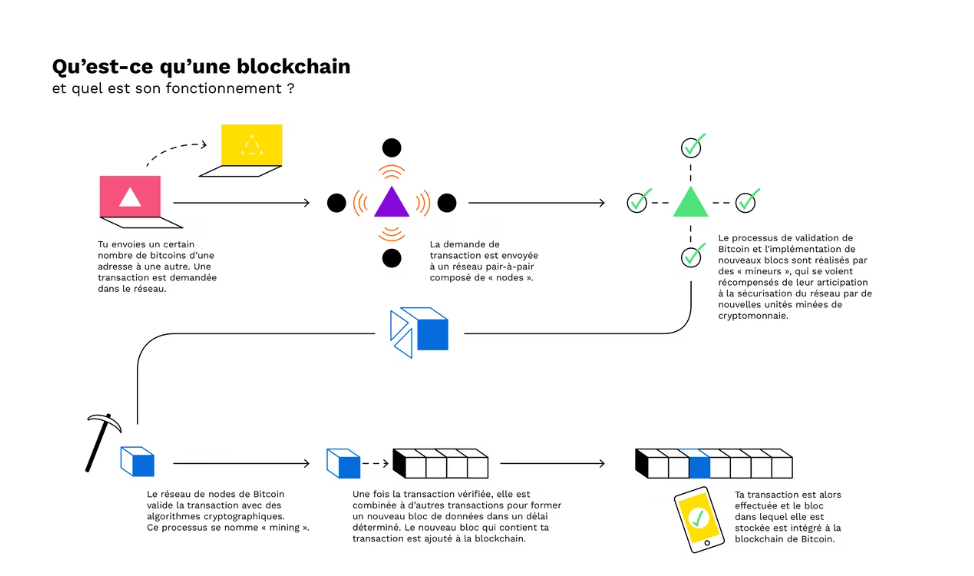 Qu'est-ce qu'une blockchain
et quel est son fonctionnement ?
Tu envoies un certain
nombre de bitcoins d'une
adresse à une autre. Une
transaction est demandée
dans le réseau.
La demande de
transaction est envoyée
à un réseau pair-à-pair
composé de « nodes ».
Le processus de validation de
Bitcoin et l'implémentation de
nouveaux blocs sont réalisés par
des « mineurs », qui se voient
récompensés de leur articipation
à la sécurisation du réseau par de
nouvelles unités minées de
cryptomonnaie.
Le réseau de nodes de Bitcoin
valide la transaction avec des
algorithmes cryptographiques.
Ce processus se nomme « mining ».
Une fois la transaction vérifiée, elle est
combinée à d'autres transactions pour former
un nouveau bloc de données dans un délai
déterminé. Le nouveau bloc qui contient ta
transaction est ajouté à la blockchain.
Ta transaction est alors
effectuée et le bloc
dans lequel elle est
stockée est intégré à la
blockchain de Bitcoin.